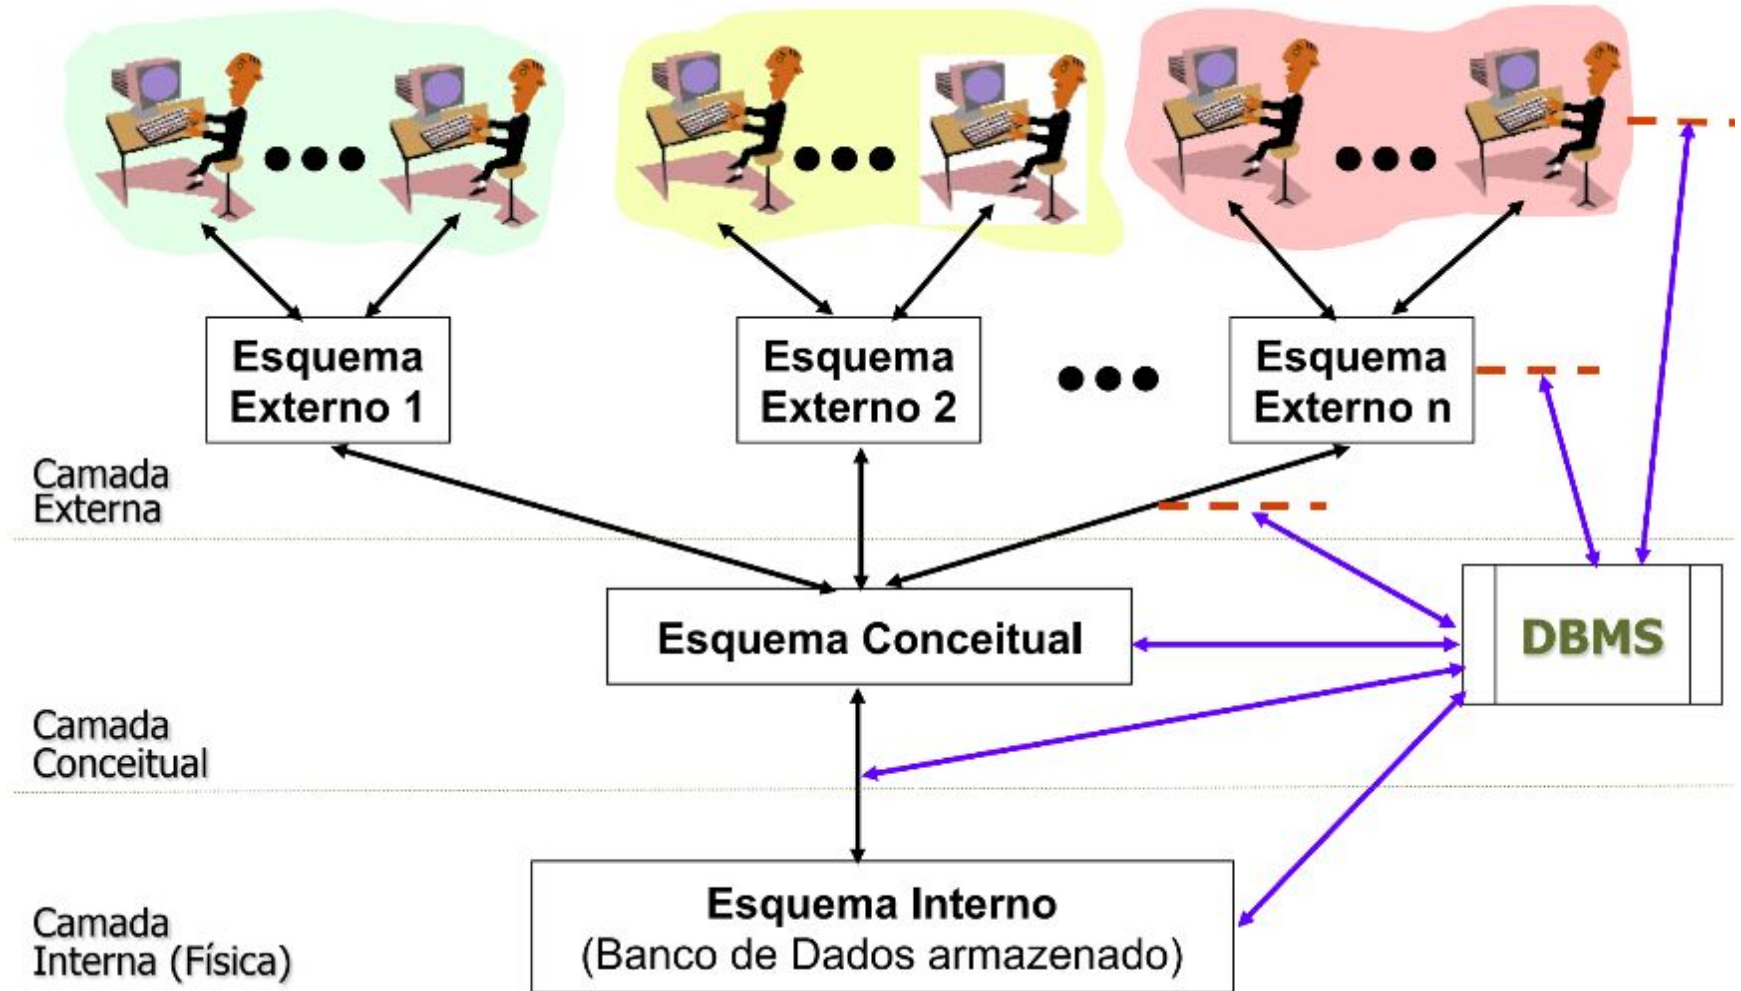 Esquema
Externo 1
Esquema
Externo 2
Esquema
Externo n
Camada
Externa
Esquema Conceitual
DBMS
Camada
Conceitual
Esquema Interno
(Banco de Dados armazenado)
Camada
Interna (Física)